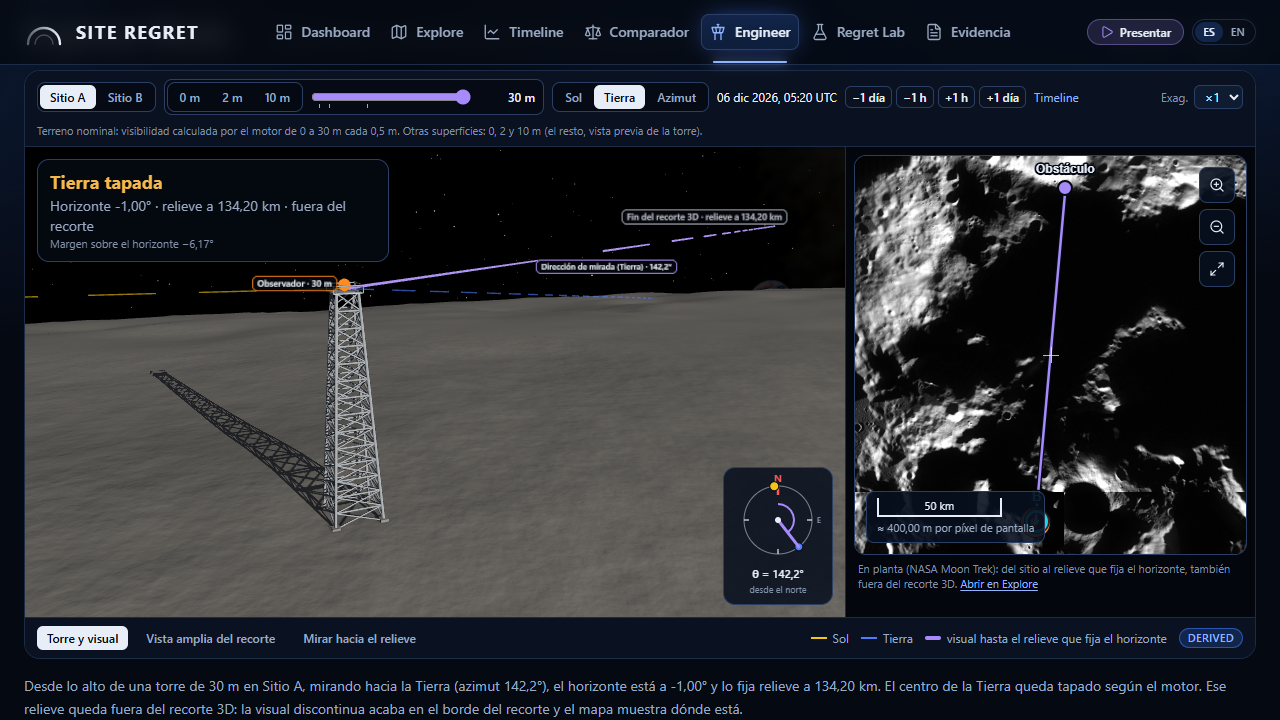 SITE REGRET
Dashboard
Explore
Timeline
Comparador
Engineer
Regret Lab
Evidencia
Presentar
ES
EN
Sitio A
Sitio B
0 m
2 m
10 m
30 m
Sol
Tierra
Azimut
06 dic 2026, 05:20 UTC
−1 día
−1 h
+1 h
+1 día
Timeline
Exag.
×1
Terreno nominal: visibilidad calculada por el motor de 0 a 30 m cada 0,5 m. Otras superficies: 0, 2 y 10 m (el resto, vista previa de la torre).
Tierra tapada
Horizonte -1,00° · relieve a 134,20 km · fuera del
recorte
Margen sobre el horizonte −6,17°
Fin del recorte 3D · relieve a 134,20 km
Dirección de mirada (Tierra) · 142,2°
Observador · 30 m
N
E
θ = 142,2°
desde el norte
Obstáculo
50 km
≈ 400,00 m por píxel de pantalla
En planta (NASA Moon Trek): del sitio al relieve que fija el horizonte, también
fuera del recorte 3D. Abrir en Explore
Torre y visual
Vista amplia del recorte
Mirar hacia el relieve
Sol
Tierra
visual hasta el relieve que fija el horizonte
DERIVED
Desde lo alto de una torre de 30 m en Sitio A, mirando hacia la Tierra (azimut 142,2°), el horizonte está a -1,00° y lo fija relieve a 134,20 km. El centro de la Tierra queda tapado según el motor. Ese
relieve queda fuera del recorte 3D: la visual discontinua acaba en el borde del recorte y el mapa muestra dónde está.